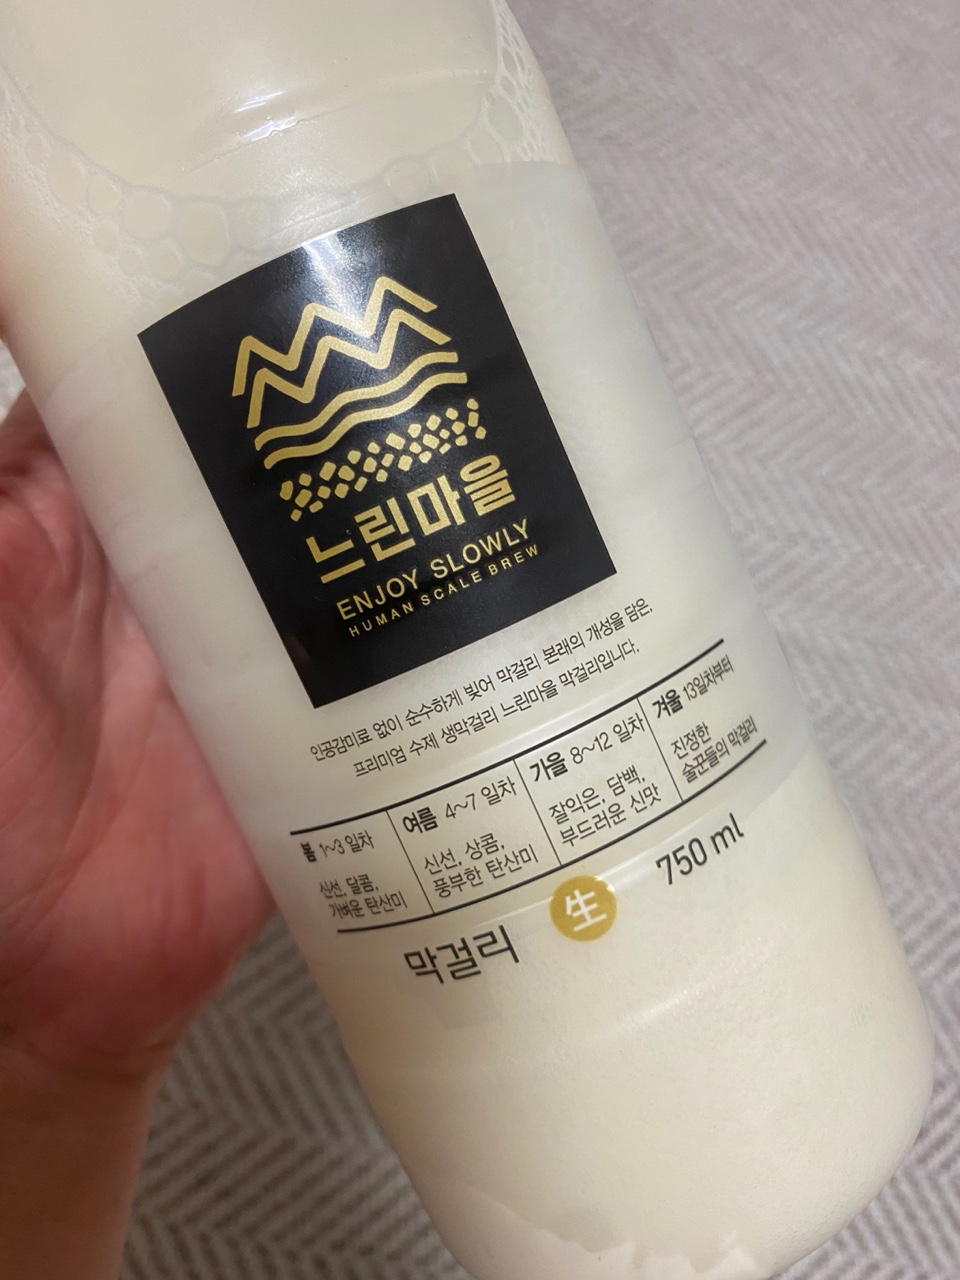 느린마을
ENJOY SLOWLY
HUMAN SCALE BREW
인공감미료 없이 순수하게 빚어 막걸리 본래의 개성을 담은,
프리미엄 수제 생막걸리 느린마을 막걸리입니다.
봄 1~3 일차
신선, 달콤,
가벼운 탄산미
여름 4~7 일차
신선, 상콤,
풍부한 탄산미
가을 8~12 일차
잘익은, 담백,
부드러운 신맛
겨울 13일차부터
진정한
술꾼들의 막걸리
막걸리
生
750 ml